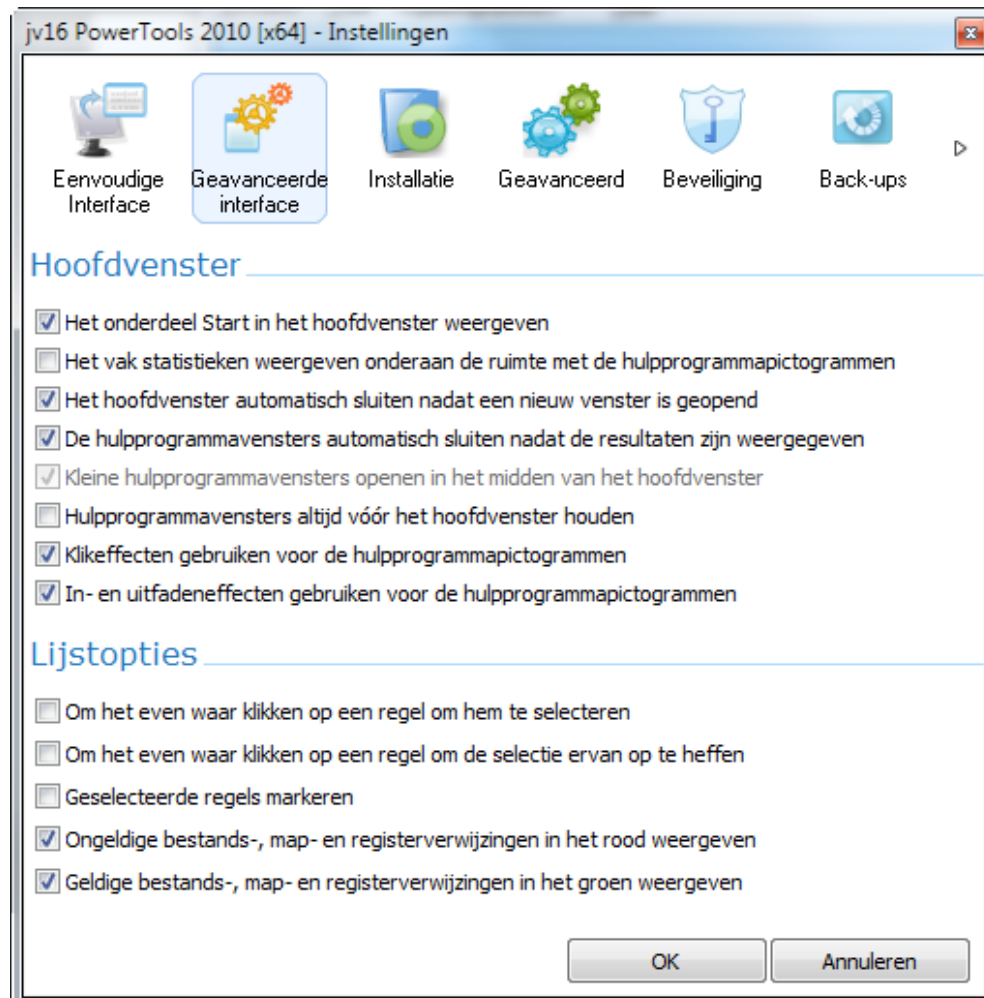 jv16 PowerTools 2010 [x64] - Instellingen
Eenvoudige
Interface
Geavanceerde
interface
Installatie
Geavanceerd
Beveiliging
Back-ups
Hoofdvenster
Het onderdeel Start in het hoofdvenster weergeven
Het vak statistieken weergeven onderaan de ruimte met de hulpprogrammapictogrammen
Het hoofdvenster automatisch sluiten nadat een nieuw venster is geopend
De hulpprogrammavensters automatisch sluiten nadat de resultaten zijn weergegeven
Kleine hulpprogrammavensters openen in het midden van het hoofdvenster
Hulpprogrammavensters altijd vóór het hoofdvenster houden
Klikeffecten gebruiken voor de hulpprogrammapictogrammen
In- en uitfadeneffecten gebruiken voor de hulpprogrammapictogrammen
Lijstopties
Om het even waar klikken op een regel om hem te selecteren
Om het even waar klikken op een regel om de selectie ervan op te heffen
Geselecteerde regels markeren
Ongeldige bestands-, map- en registerverwijzingen in het rood weergeven
Geldige bestands-, map- en registerverwijzingen in het groen weergeven
OK
Annuleren